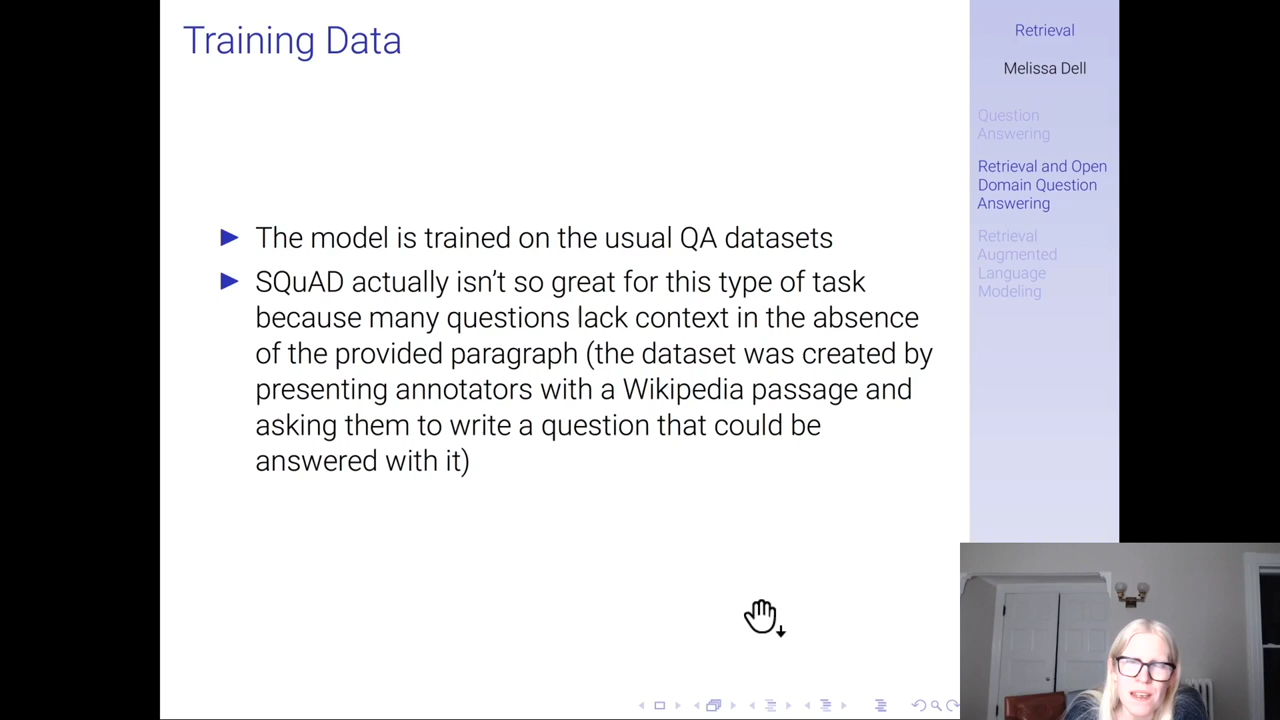 Training Data
▶ The model is trained on the usual QA datasets
▶ SQuAD actually isn't so great for this type of task
because many questions lack context in the absence
of the provided paragraph (the dataset was created by
presenting annotators with a Wikipedia passage and
asking them to write a question that could be
answered with it)
Retrieval
Melissa Dell
Question
Answering
Retrieval and Open
Domain Question
Answering
Retrieval
Augmented
Language
Modeling